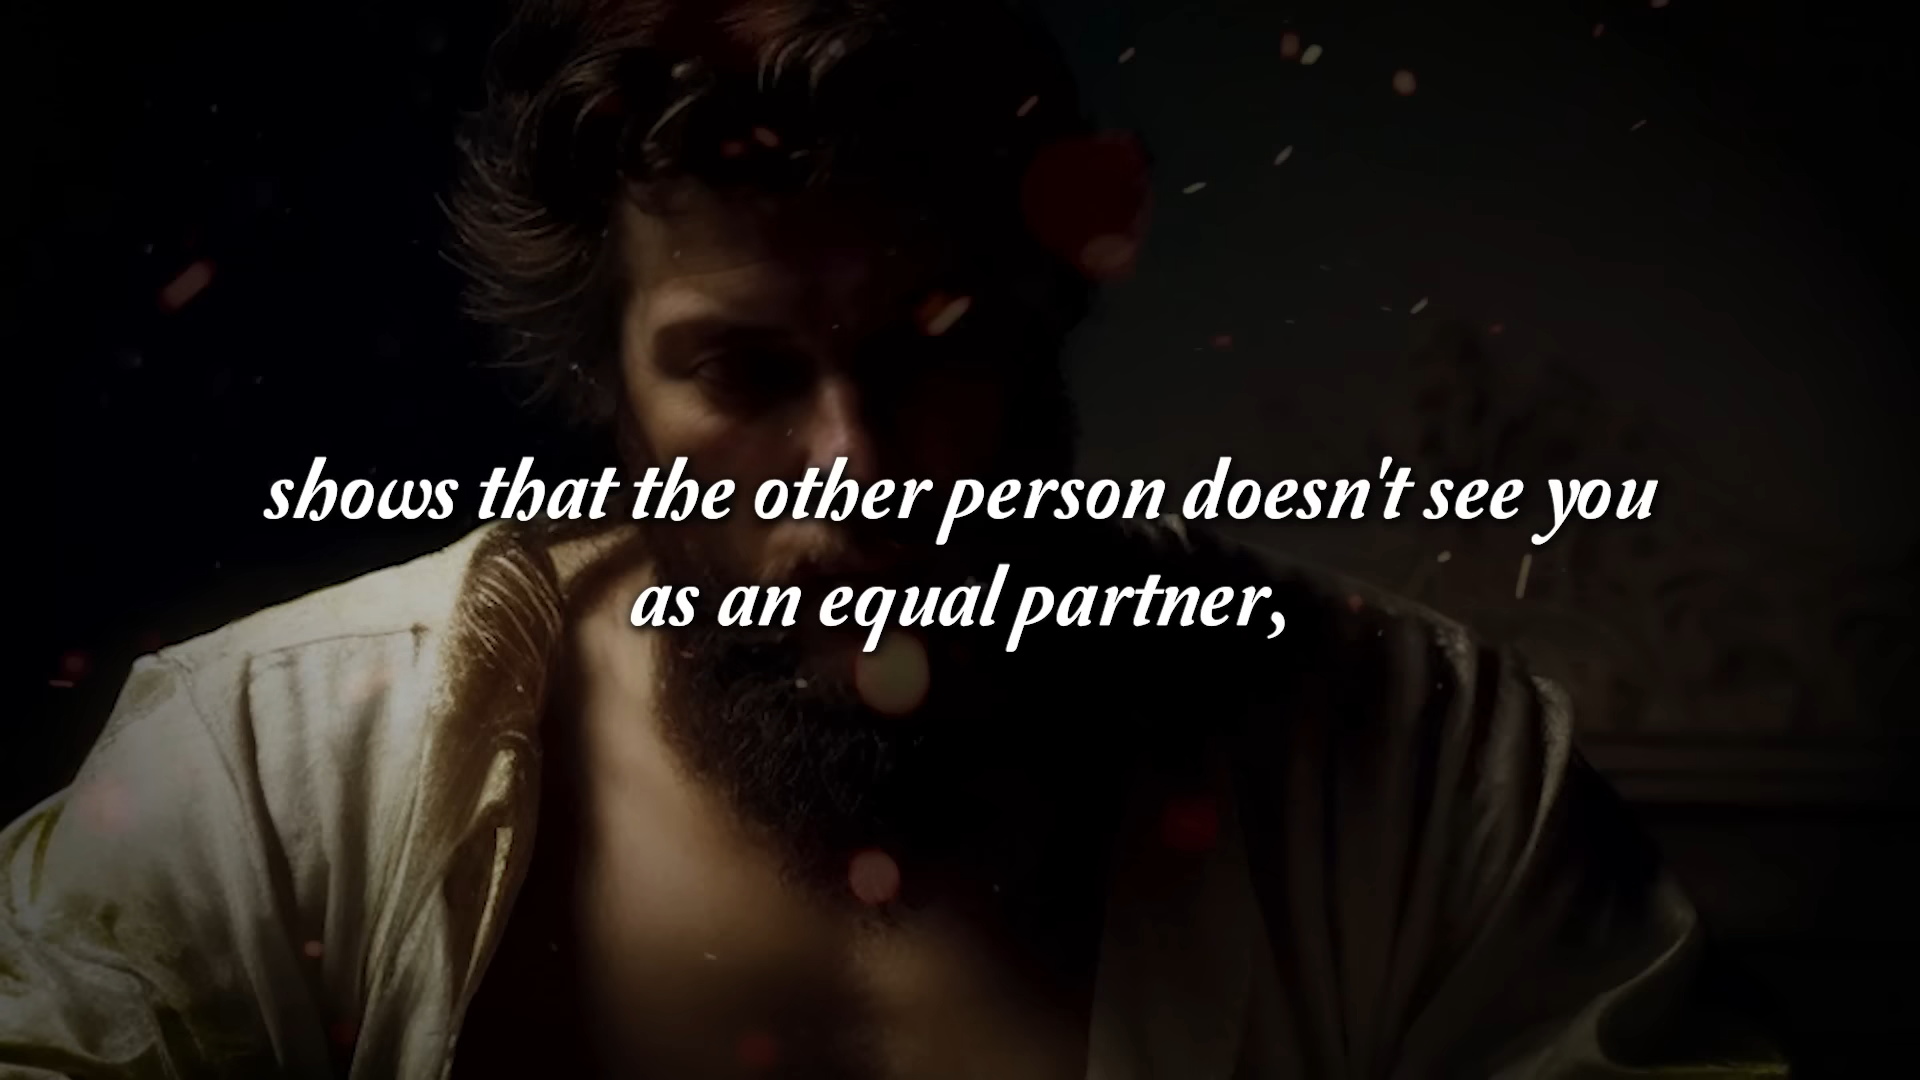 shows that the other person doesn't see you
as an equal partner,